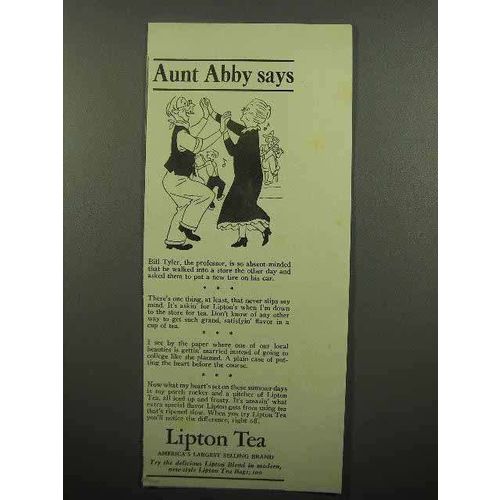 Aunt Abby says
Bill Tyler, the professor, is so absent-minded
that he walked into a store the other day and
asked them to put a new tire on his car.
* * *
There's one thing, at least, that never slips my
mind. It's askin' for Lipton's when I'm down
to the store for tea. Don't know of any other
way to get such grand, satisfyin' flavor in a
cup of tea.
* * *
I see by the paper where one of our local
beauties is gettin' married instead of going to
college like she planned. A plain case of put-
ting the heart before the course.
* * *
Now what my heart's set on these summer days
is my porch rocker and a pitcher of Lipton
Tea, all iced up and frosty. It's amazin' what
extra special flavor Lipton gets from using tea
that's ripened slow. When you try Lipton Tea
you'll notice the difference, right off.
Lipton Tea
AMERICA'S LARGEST SELLING BRAND
Try the delicious Lipton Blend in modern,
new-style Lipton Tea Bags, too